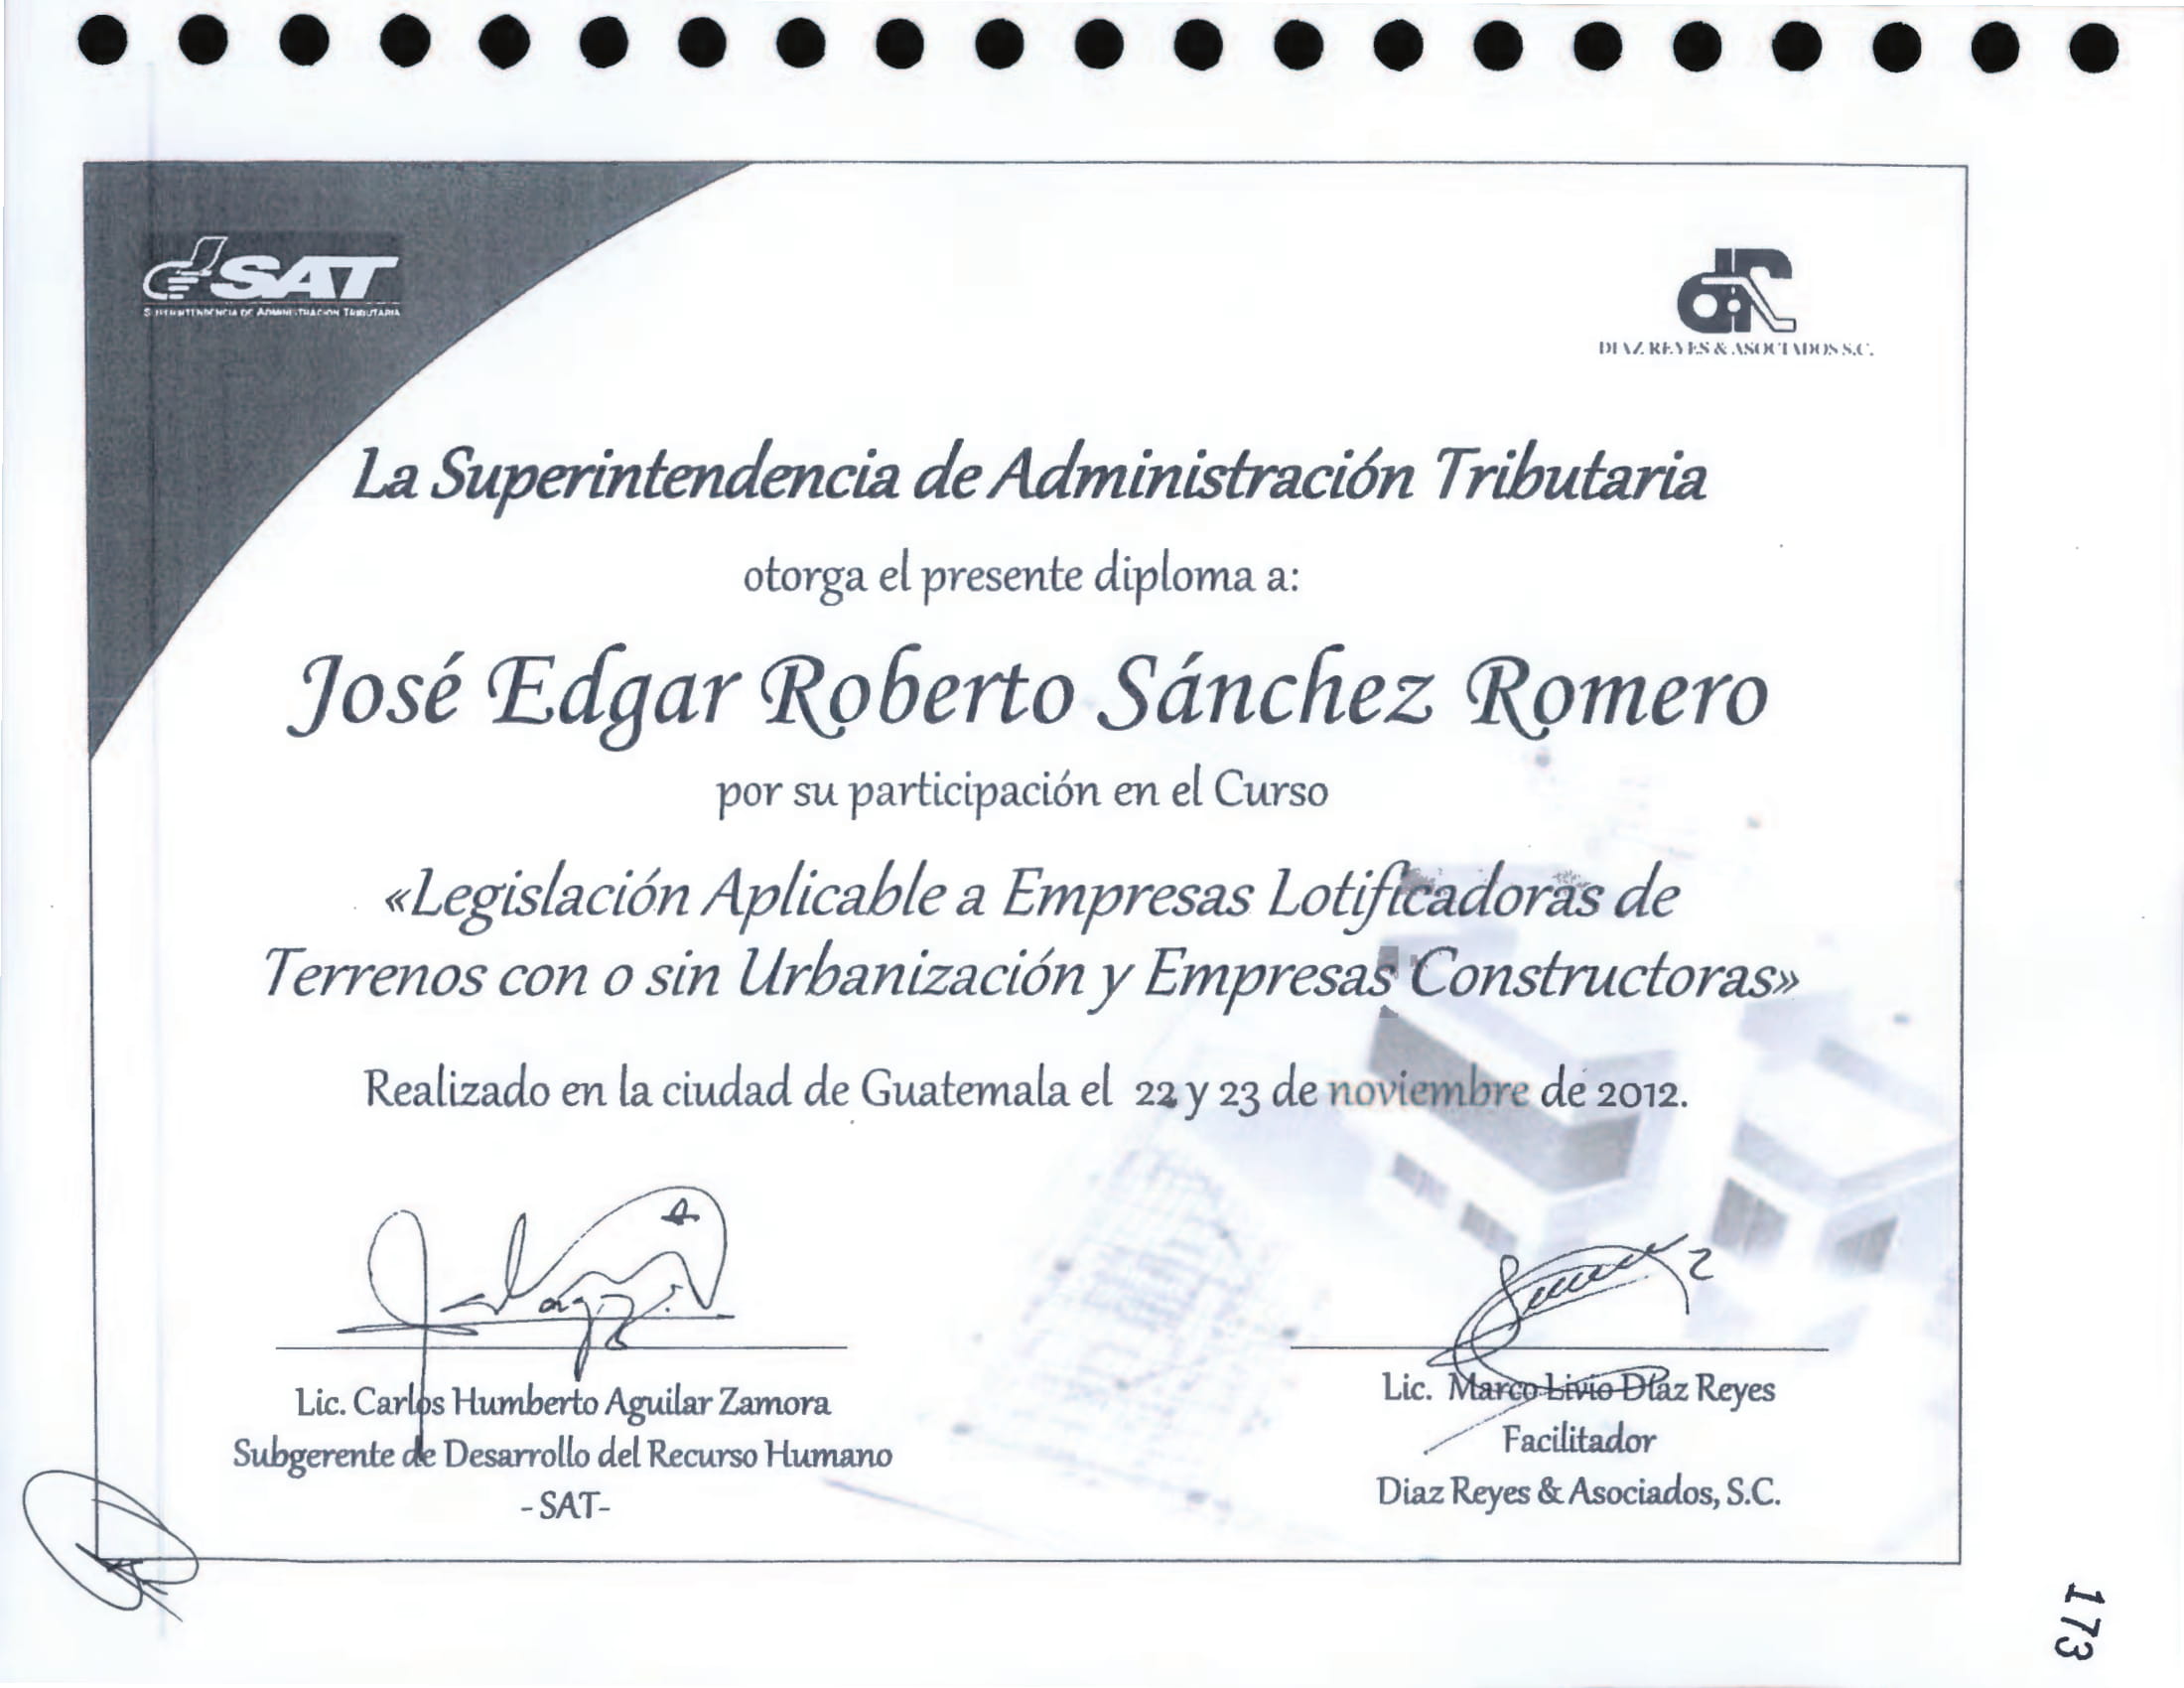 SAT
SUPERINTENDENCIA DE ADMINISTRACION TRIBUTARIA
DIAZ REYES & ASOCIADOS S.C.
La Superintendencia de Administración Tributaria
otorga el presente diploma a:
José Edgar Roberto Sánchez Romero
por su participación en el Curso
«Legislación Aplicable a Empresas Lotificadoras de
Terrenos con o sin Urbanización y Empresas Constructoras»
Realizado en la ciudad de Guatemala el 22 y 23 de noviembre de 2012.
Lic. Carlos Humberto Aguilar Zamora
Subgerente de Desarrollo del Recurso Humano
- SAT-
Lic. Marco Livio Díaz Reyes
Facilitador
Diaz Reyes & Asociados, S.C.
173